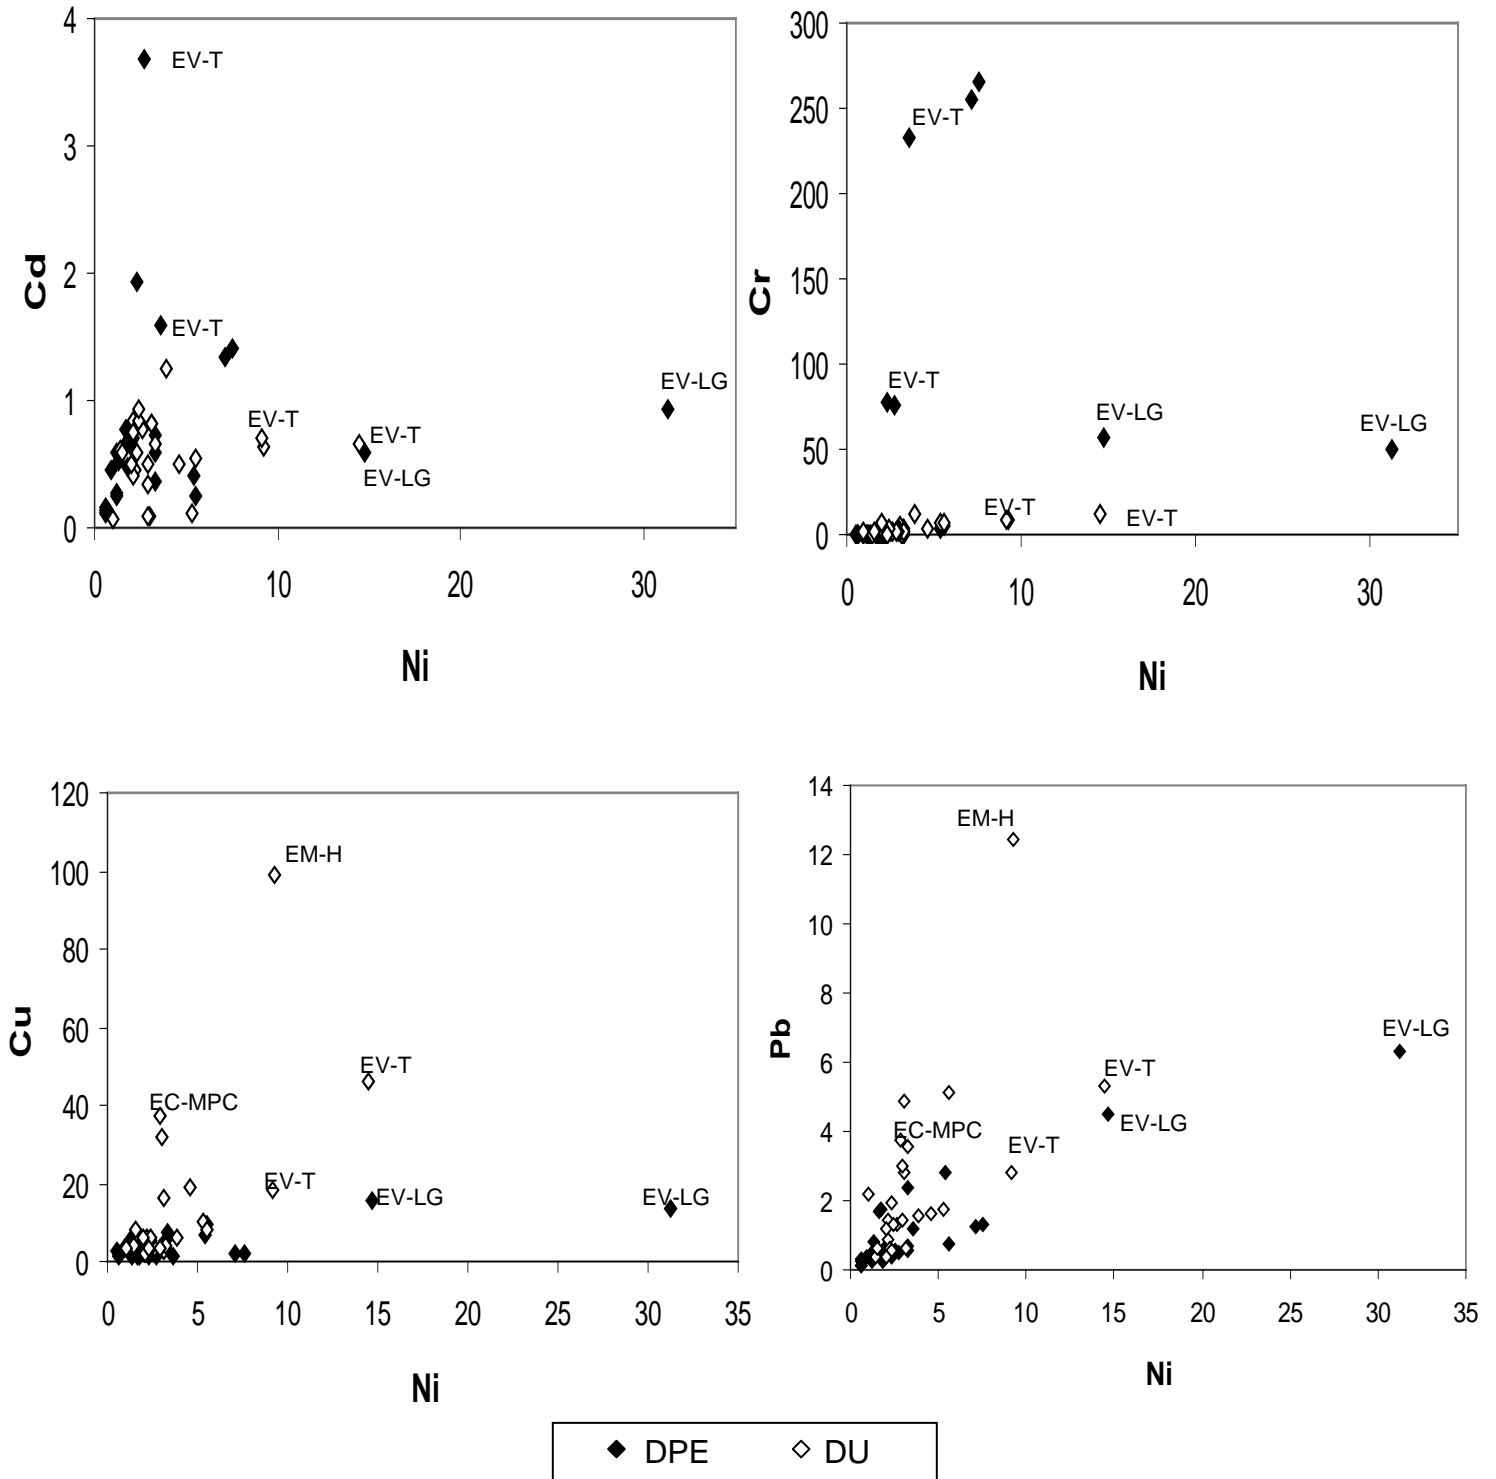 4
EV-T
3
Cd
2
EV-T
EV-LG
1
EV-T
EV-T
EV-LG
0
0 10 20 30
Ni
300
250
EV-T
200
150
Cr
100
EV-T
EV-LG
EV-LG
50
EV-T
EV-T
0
0 10 20 30
Ni
120
EM-H
100
80
60
Cu
EV-T
40
EC-MPC
20
EV-T
EV-LG
EV-LG
0
0 5 10 15 20 25 30 35
Ni
14
EM-H
12
10
8
Pb
EV-LG
6
EV-T
EV-LG
4
EC-MPC
EV-T
2
0
0 5 10 15 20 25 30 35
Ni
DPE DU